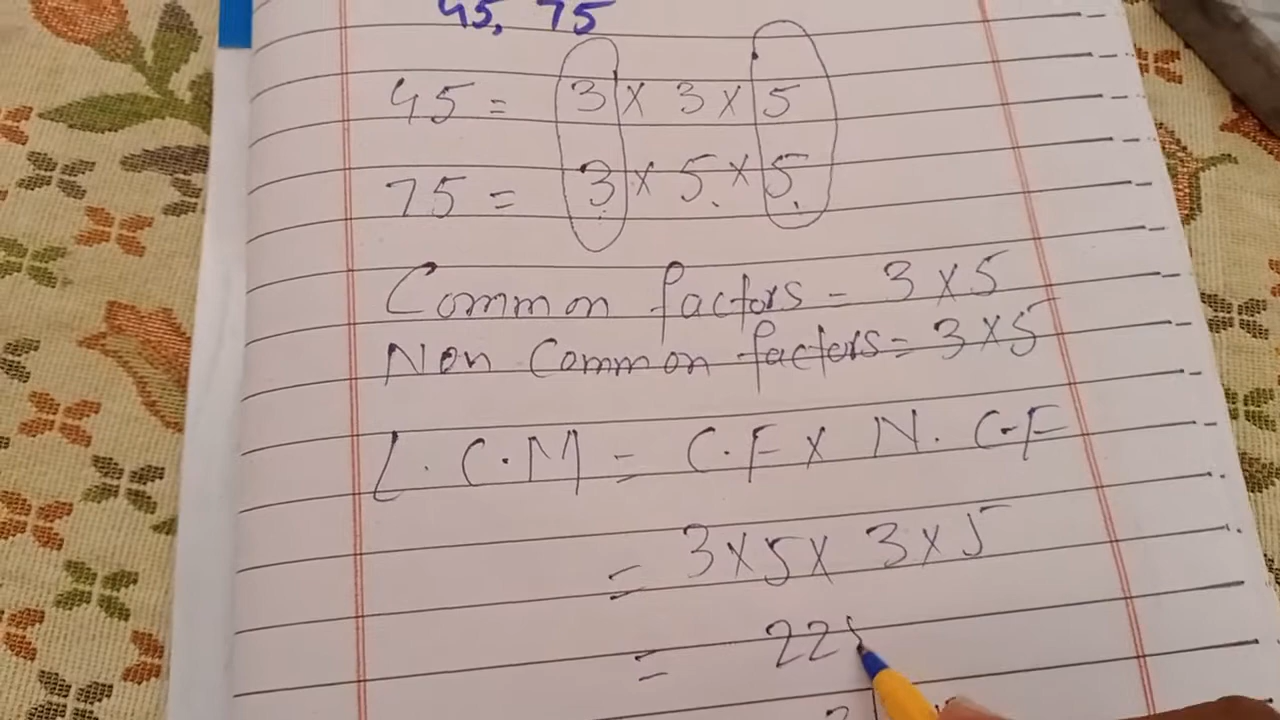 45, 75
45 = 3 x 3 x 5
75 = 3 x 5 x 5
Common factors = 3 x 5
Non Common factors = 3 x 5
L.C.M = C.F x N.C.F
= 3 x 5 x 3 x 5
= 225